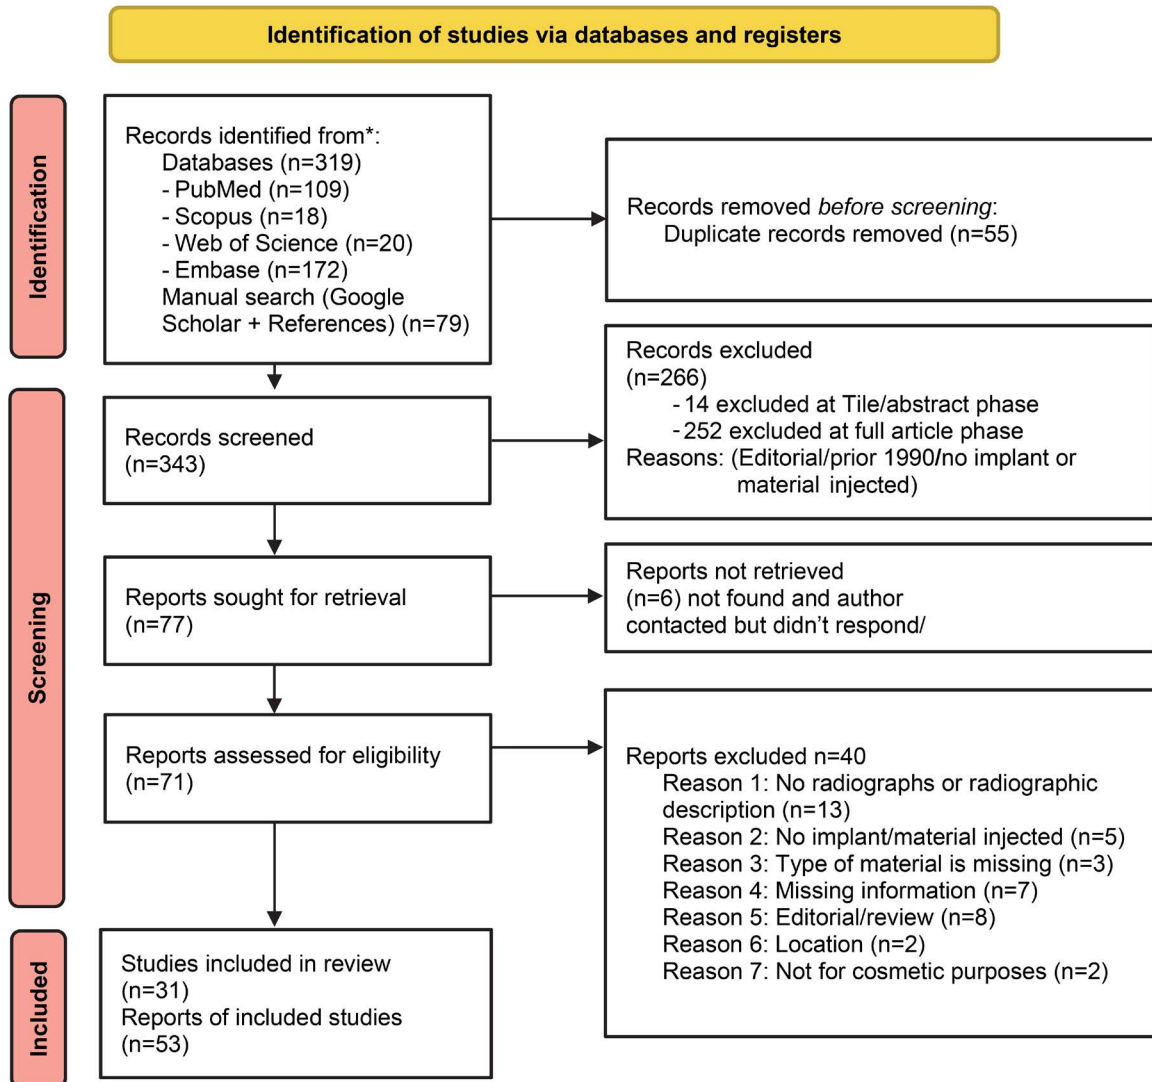 Identification of studies via databases and registers
Identification
Records identified from*:
Databases (n=319)
- PubMed (n=109)
- Scopus (n=18)
- Web of Science (n=20)
- Embase (n=172)
Manual search (Google
Scholar + References) (n=79)
Records removed before screening:
Duplicate records removed (n=55)
Screening
Records screened
(n=343)
Records excluded
(n=266)
- 14 excluded at Tile/abstract phase
- 252 excluded at full article phase
Reasons: (Editorial/prior 1990/no implant or
material injected)
Reports sought for retrieval
(n=77)
Reports not retrieved
(n=6) not found and author
contacted but didn't respond/
Reports assessed for eligibility
(n=71)
Reports excluded n=40
Reason 1: No radiographs or radiographic
description (n=13)
Reason 2: No implant/material injected (n=5)
Reason 3: Type of material is missing (n=3)
Reason 4: Missing information (n=7)
Reason 5: Editorial/review (n=8)
Reason 6: Location (n=2)
Reason 7: Not for cosmetic purposes (n=2)
Included
Studies included in review
(n=31)
Reports of included studies
(n=53)